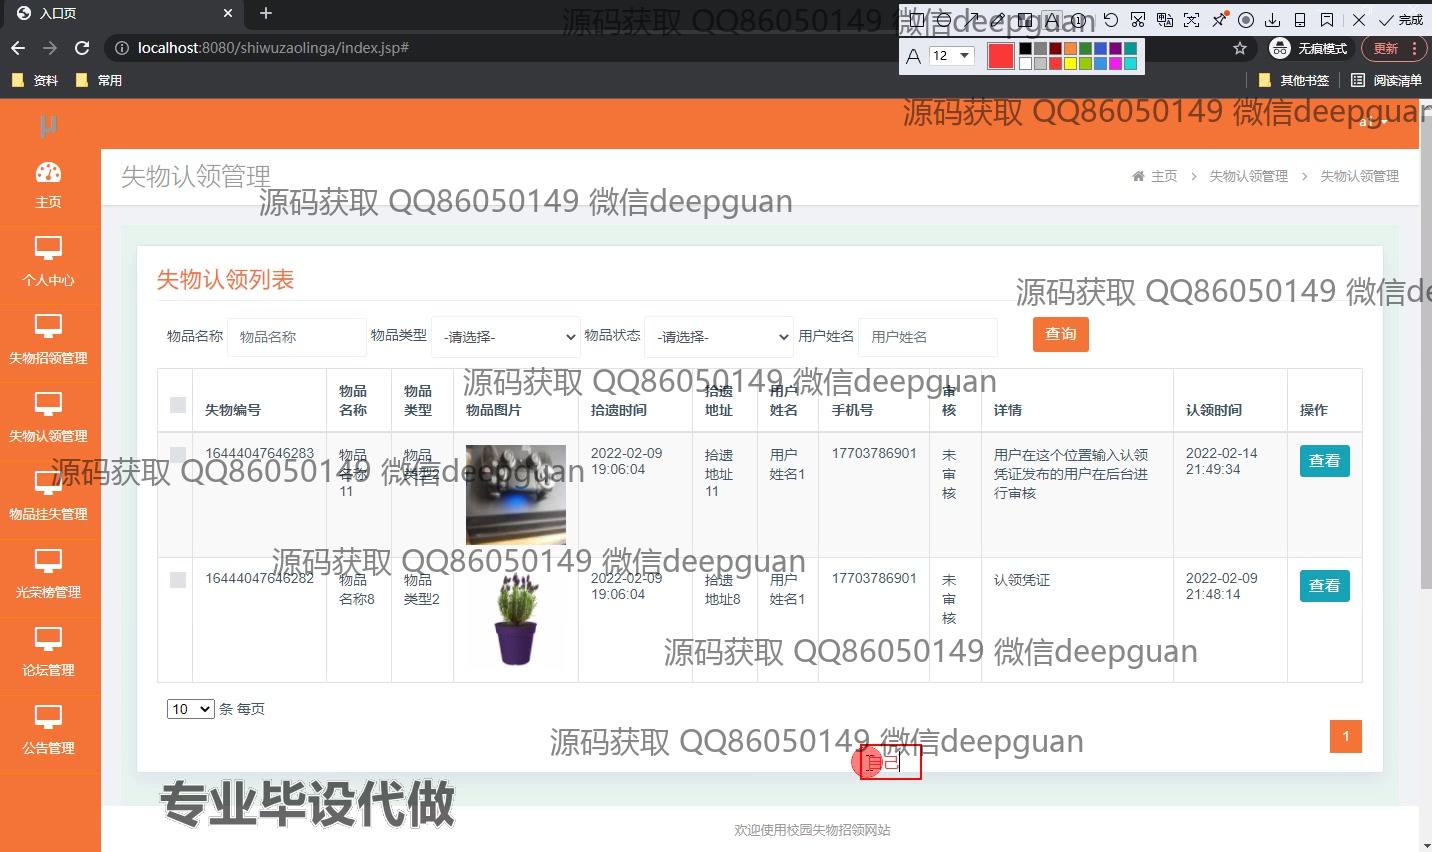 入口页
源码获取 QQ86050149 微信deepguan
完成
localhost:8080/shiwuzaolinga/index.jsp#
12
无痕模式
更新
资料
常用
其他书签
阅读清单
源码获取 QQ86050149 微信deepguan
μ
a1
主页
个人中心
失物招领管理
失物认领管理
物品挂失管理
光荣榜管理
论坛管理
公告管理
失物认领管理
主页 > 失物认领管理 > 失物认领管理
源码获取 QQ86050149 微信deepguan
失物认领列表
源码获取 QQ86050149 微信de
物品名称 物品名称 物品类型 -请选择- 物品状态 -请选择- 用户姓名 用户姓名 查询
源码获取 QQ86050149 微信deepguan
失物编号
物品
名称
物品
类型
物品图片
拾遗时间
拾遗
地址
用户
姓名
手机号
审
核
详情
认领时间
操作
16444047646283
物品
名称
11
物品
类型2
2022-02-09
19:06:04
拾遗
地址
11
用户
姓名1
17703786901
未
审
核
用户在这个位置输入认领
凭证发布的用户在后台进
行审核
2022-02-14
21:49:34
查看
源码获取 QQ86050149 微信deepguan
源码获取 QQ86050149 微信deepguan
16444047646282
物品
名称8
物品
类型2
2022-02-09
19:06:04
拾遗
地址8
用户
姓名1
17703786901
未
审
核
认领凭证
2022-02-09
21:48:14
查看
源码获取 QQ86050149 微信deepguan
10 条 每页
1
源码获取 QQ86050149 微信deepguan
自己
专业毕设代做
欢迎使用校园失物招领网站